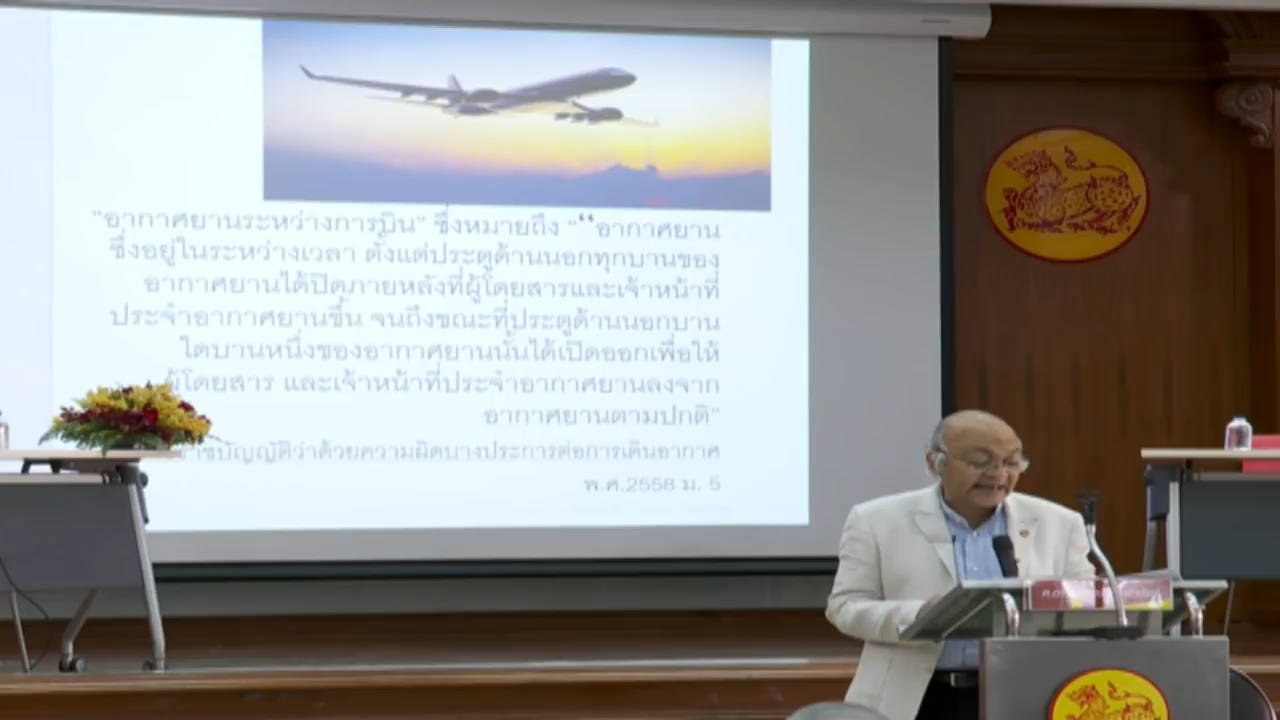 "อากาศยานระหว่างการบิน" ซึ่งหมายถึง "“อากาศยาน
ซึ่งอยู่ในระหว่างเวลา ตั้งแต่ประตูด้านนอกทุกบานของ
อากาศยานได้ปิดภายหลังที่ผู้โดยสารและเจ้าหน้าที่
ประจำอากาศยานขึ้น จนถึงขณะที่ประตูด้านนอกบาน
ใดบานหนึ่งของอากาศยานนั้นได้เปิดออกเพื่อให้
ผู้โดยสาร และเจ้าหน้าที่ประจำอากาศยานลงจาก
อากาศยานตามปกติ"
ว่าด้วยความผิดบางประการต่อการเดินอากาศ
พ.ศ.2558 ม. 5